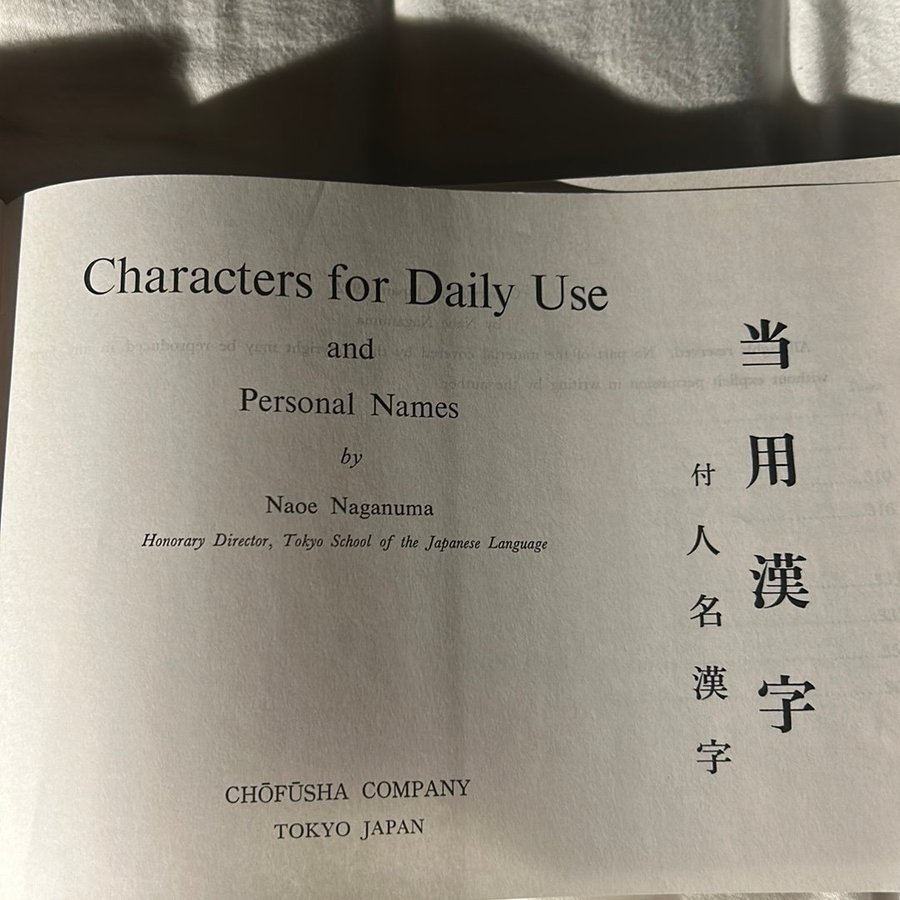 Characters for Daily Use
and
Personal Names
by
Naoe Naganuma
Honorary Director, Tokyo School of the Japanese Language
CHŌFŪSHA COMPANY
TOKYO JAPAN
当用漢字
付人名漢字